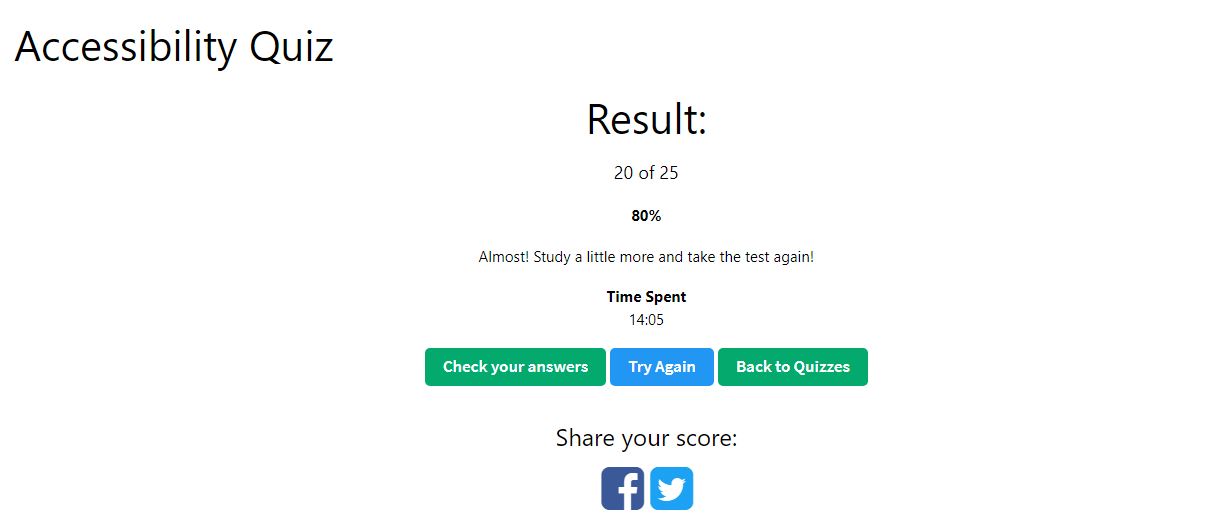 Accessibility Quiz
Result:
20 of 25
80%
Almost! Study a little more and take the test again!
Time Spent
14:05
Check your answers Try Again Back to Quizzes
Share your score: